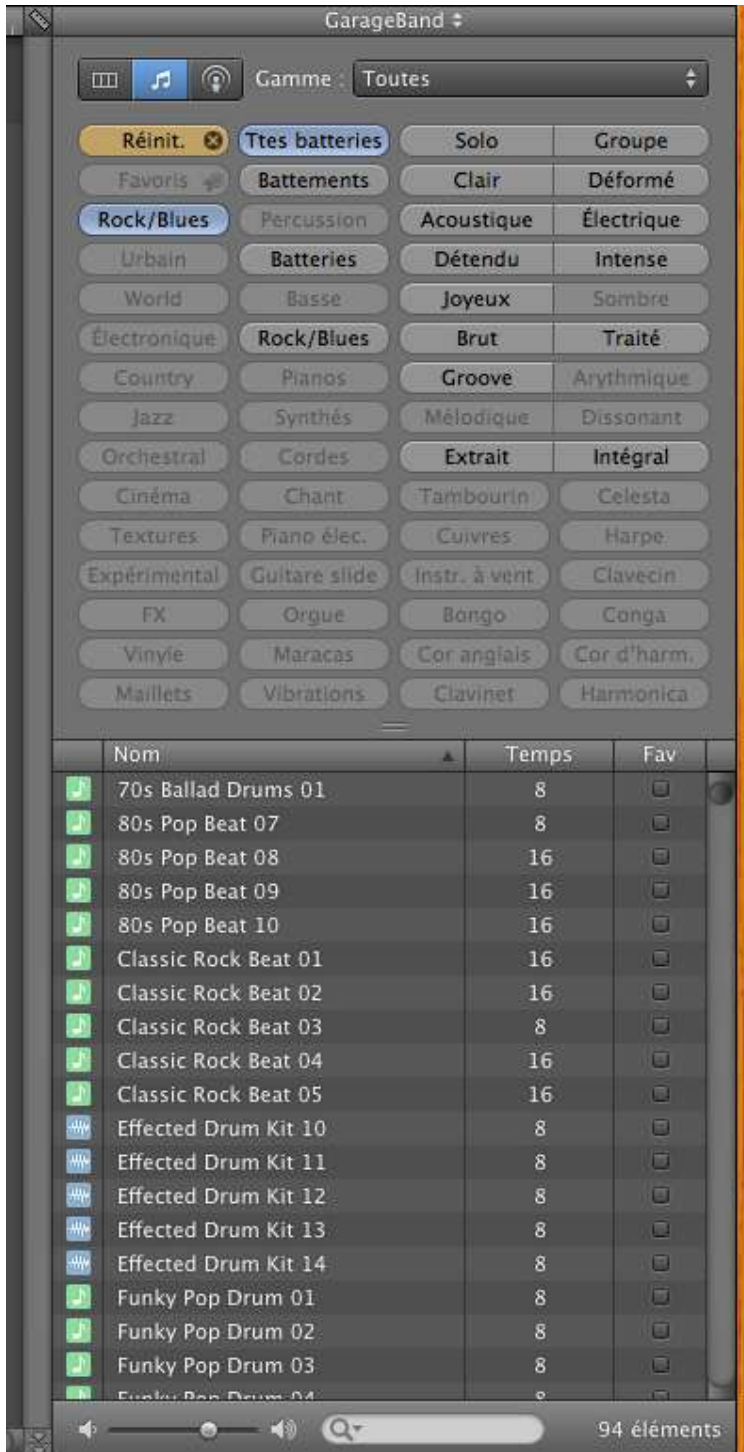 GarageBand
Gamme : Toutes
Réinit. Ttes batteries Solo Groupe
Favoris Battements Clair Déformé
Rock/Blues Percussion Acoustique Électrique
Urbain Batteries Détendu Intense
World Basse Joyeux Sombre
Électronique Rock/Blues Brut Traité
Country Pianos Groove Arythmique
Jazz Synthés Mélodique Dissonant
Orchestral Cordes Extrait Intégral
Cinéma Chant Tambourin Celesta
Textures Piano élec. Cuivres Harpe
Expérimental Guitare slide Instr. à vent Clavecin
FX Orgue Bongo Conga
Vinyle Maracas Cor anglais Cor d'harm.
Maillets Vibrations Clavinet Harmonica
Nom Temps Fav
70s Ballad Drums 01 8
80s Pop Beat 07 8
80s Pop Beat 08 16
80s Pop Beat 09 16
80s Pop Beat 10 16
Classic Rock Beat 01 16
Classic Rock Beat 02 16
Classic Rock Beat 03 8
Classic Rock Beat 04 16
Classic Rock Beat 05 16
Effected Drum Kit 10 8
Effected Drum Kit 11 8
Effected Drum Kit 12 8
Effected Drum Kit 13 8
Effected Drum Kit 14 8
Funky Pop Drum 01 8
Funky Pop Drum 02 8
Funky Pop Drum 03 8
Funky Pop Drum 04 8
94 éléments